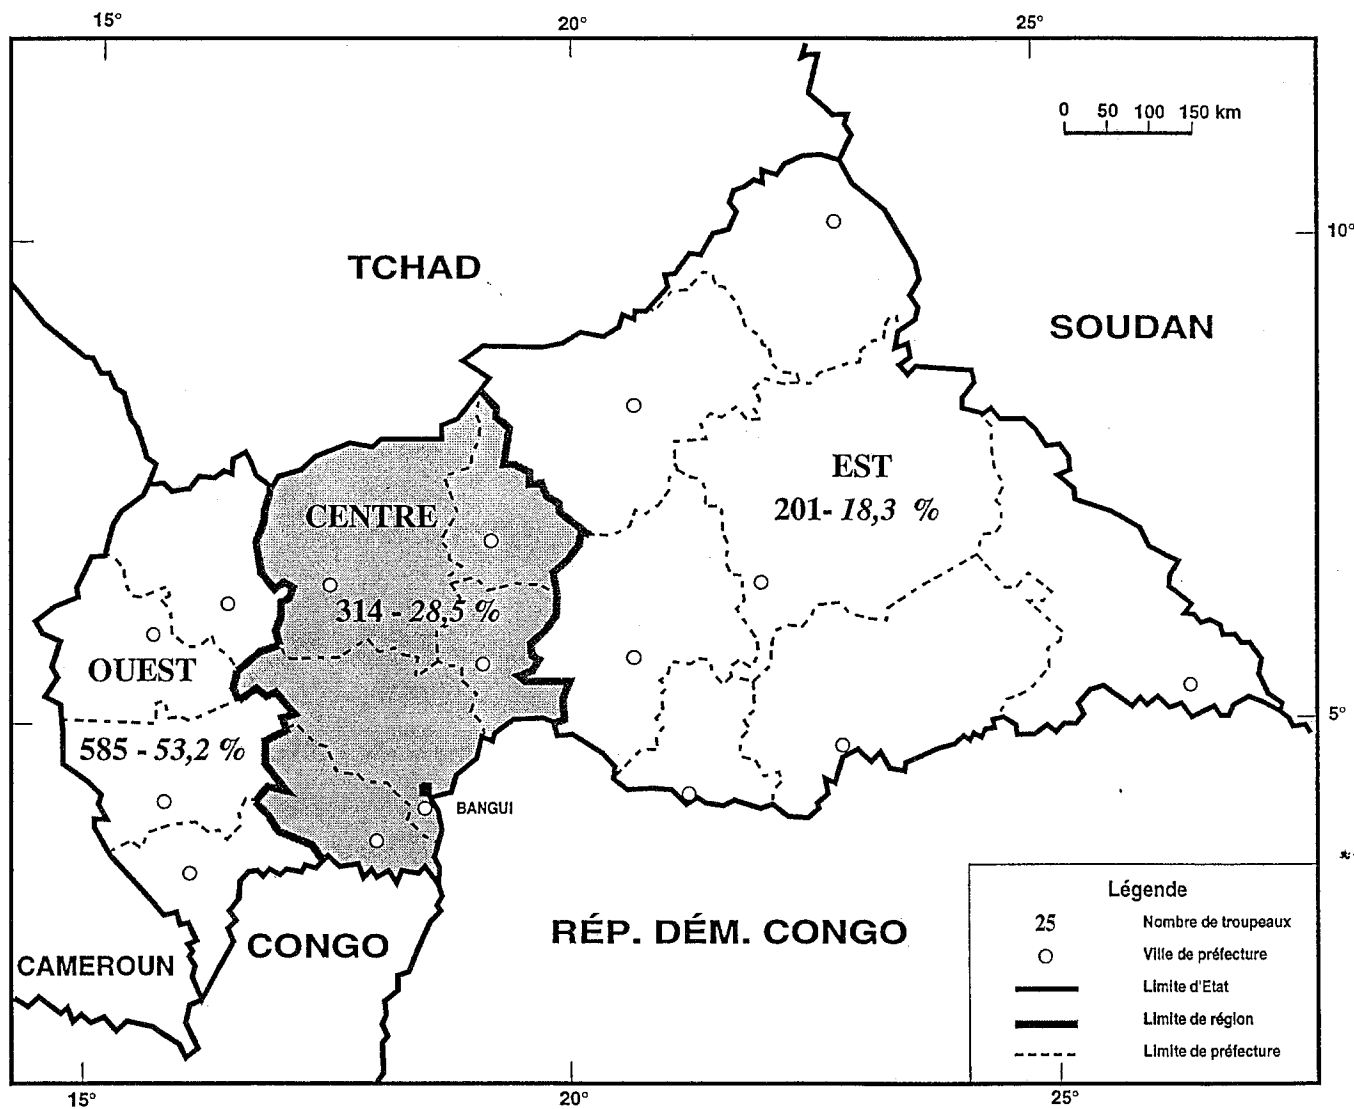 15°
20°
25°
0 50 100 150 km
10°
TCHAD
SOUDAN
EST
201- 18,3 %
CENTRE
314 - 28,5 %
OUEST
5°
585 - 53,2 %
BANGUI
Légende
25 Nombre de troupeaux
Ville de préfecture
Limite d'Etat
Limite de région
Limite de préfecture
RÉP. DÉM. CONGO
CONGO
CAMEROUN
15°
20°
25°